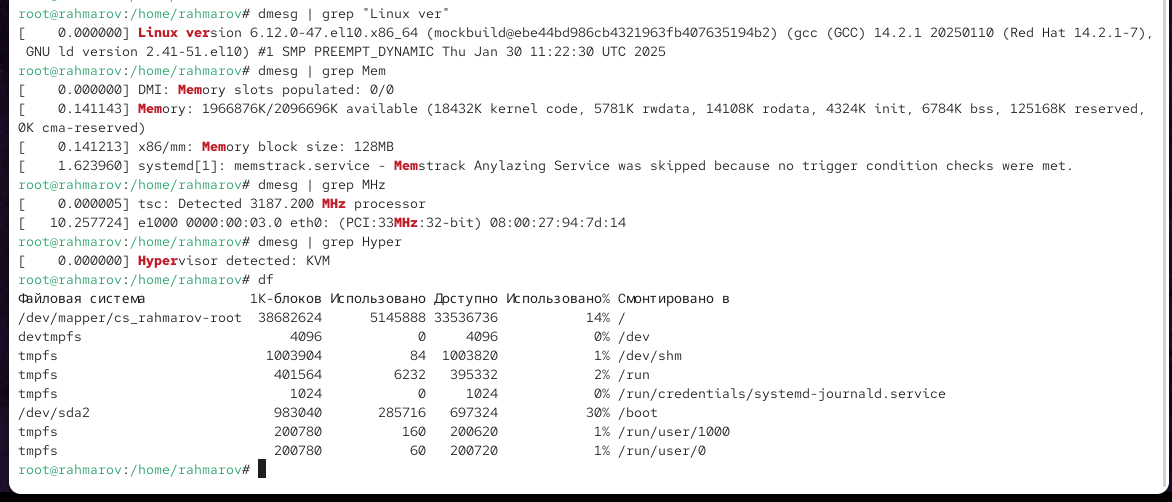 root@rahmarov:/home/rahmarov# dmesg | grep "Linux ver"
[    0.000000] Linux version 6.12.0-47.el10.x86_64 (mockbuild@ebe44bd986cb4321963fb407635194b2) (gcc (GCC) 14.2.1 20250110 (Red Hat 14.2.1-7),
 GNU ld version 2.41-51.el10) #1 SMP PREEMPT_DYNAMIC Thu Jan 30 11:22:30 UTC 2025
root@rahmarov:/home/rahmarov# dmesg | grep Mem
[    0.000000] DMI: Memory slots populated: 0/0
[    0.141143] Memory: 1966876K/2096696K available (18432K kernel code, 5781K rwdata, 14108K rodata, 4324K init, 6784K bss, 125168K reserved,
0K cma-reserved)
[    0.141213] x86/mm: Memory block size: 128MB
[    1.623960] systemd[1]: memstrack.service - Memstrack Anylazing Service was skipped because no trigger condition checks were met.
root@rahmarov:/home/rahmarov# dmesg | grep MHz
[    0.000005] tsc: Detected 3187.200 MHz processor
[   10.257724] e1000 0000:00:03.0 eth0: (PCI:33MHz:32-bit) 08:00:27:94:7d:14
root@rahmarov:/home/rahmarov# dmesg | grep Hyper
[    0.000000] Hypervisor detected: KVM
root@rahmarov:/home/rahmarov# df
Файловая система             1K-блоков Использовано Доступно Использовано% Cмонтировано в
/dev/mapper/cs_rahmarov-root  38682624      5145888 33536736           14% /
devtmpfs                          4096            0     4096            0% /dev
tmpfs                          1003904           84  1003820            1% /dev/shm
tmpfs                           401564         6232   395332            2% /run
tmpfs                             1024            0     1024            0% /run/credentials/systemd-journald.service
/dev/sda2                       983040       285716   697324           30% /boot
tmpfs                           200780          160   200620            1% /run/user/1000
tmpfs                           200780           60   200720            1% /run/user/0
root@rahmarov:/home/rahmarov#